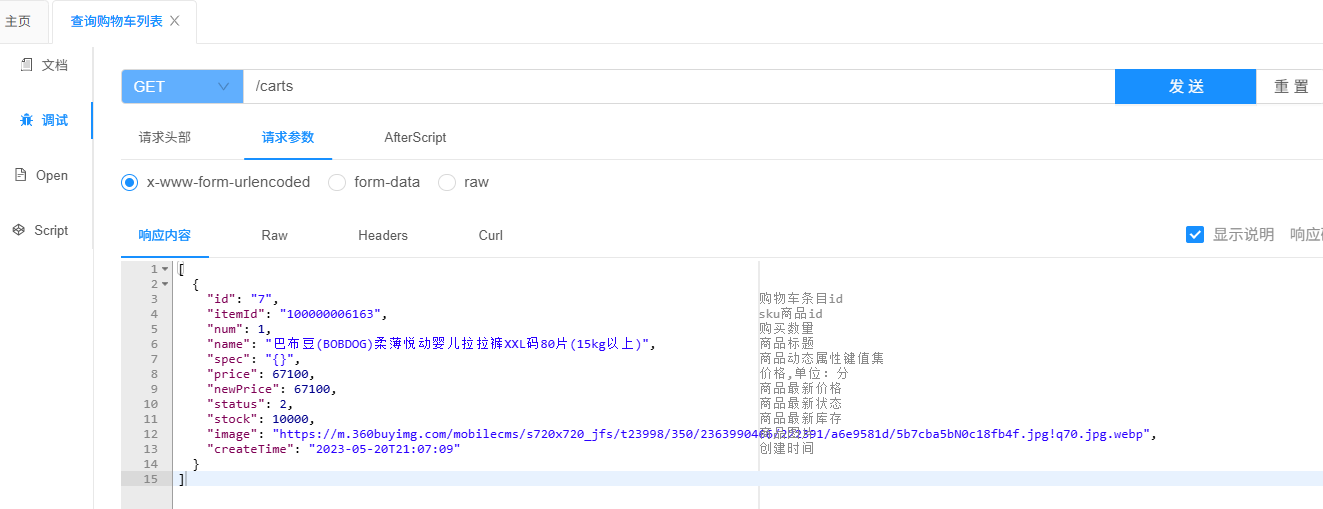 主页
查询购物车列表
文档
调试
Open
Script
GET
/carts
发 送
重 置
请求头部
请求参数
AfterScript
x-www-form-urlencoded
form-data
raw
响应内容
Raw
Headers
Curl
显示说明
响应
1 [
2 {
3 "id": "7", 购物车条目id
4 "itemId": "100000006163", sku商品id
5 "num": 1, 购买数量
6 "name": "巴布豆(BOBDOG)柔薄悦动婴儿拉拉裤XXL码80片(15kg以上)", 商品标题
7 "spec": "{}", 商品动态属性键值集
8 "price": 67100, 价格,单位: 分
9 "newPrice": 67100, 商品最新价格
10 "status": 2, 商品最新状态
11 "stock": 10000, 商品最新库存
12 "image": "https://m.360buyimg.com/mobilecms/s720x720_jfs/t23998/350/2363990466/222391/a6e9581d/5b7cba5bN0c18fb4f.jpg!q70.jpg.webp",
13 "createTime": "2023-05-20T21:07:09" 创建时间
14 }
15 ]